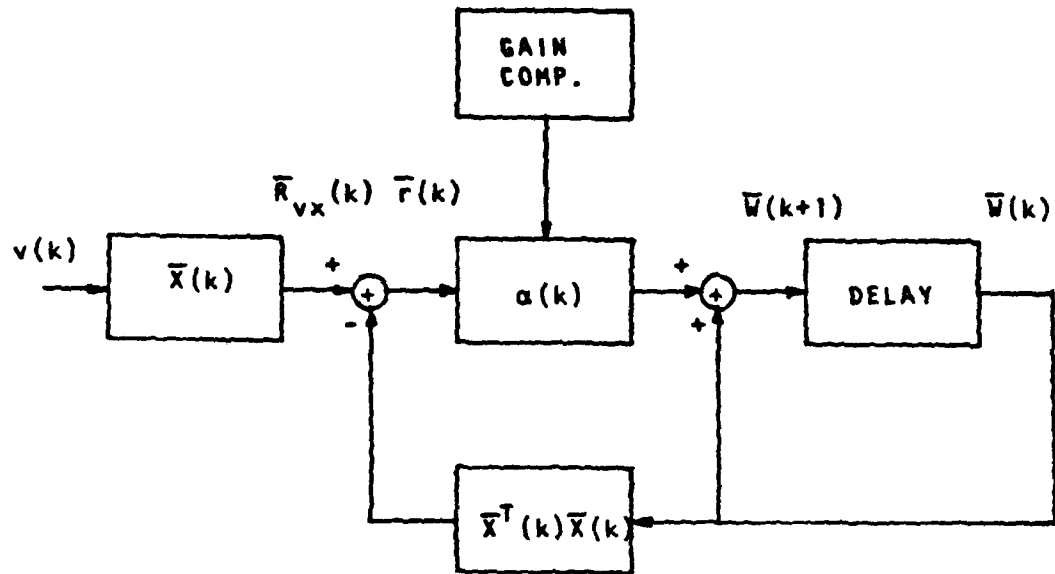 GAIN
COMP.
R̅vx(k) r̅(k)
W̅(k+1)
W̅(k)
v(k)
X̅(k)
+
+
-
α(k)
+
+
+
DELAY
X̅ᵀ(k)X̅(k)